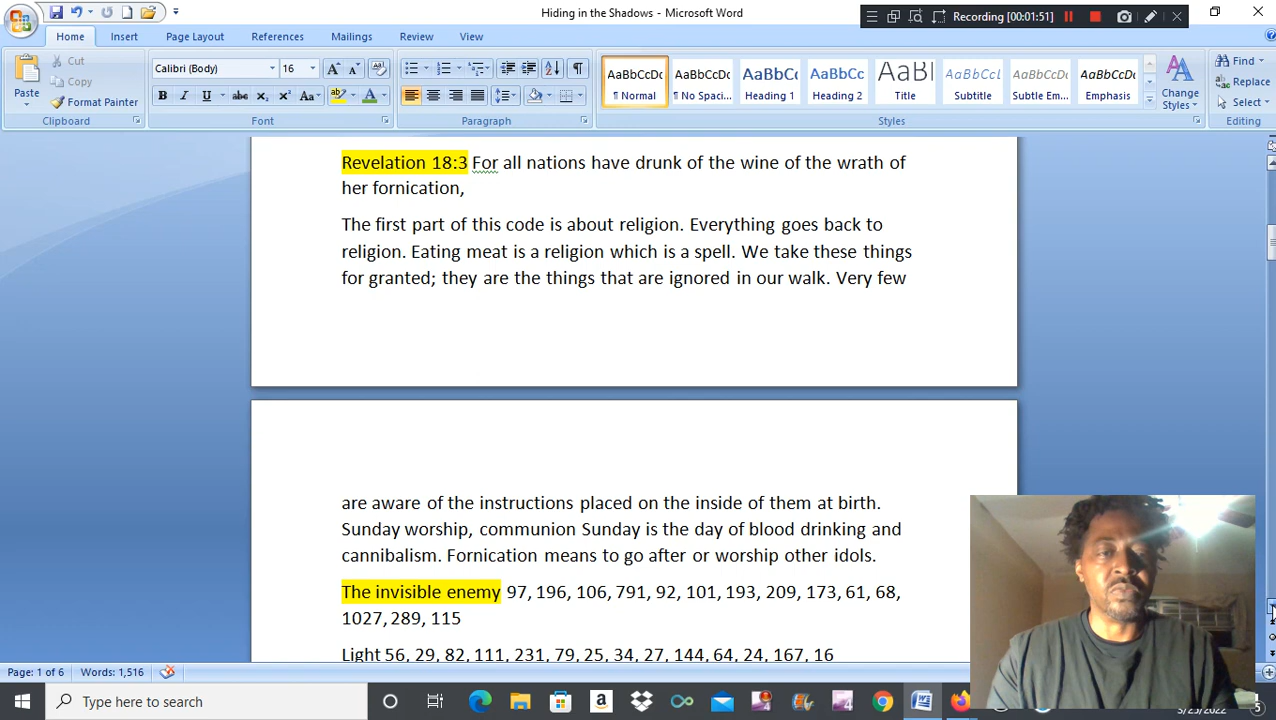 Hiding in the Shadows - Microsoft Word
Recording [00:01:51]
Home Insert Page Layout References Mailings Review View
Paste
Cut
Copy
Format Painter
Clipboard
Calibri (Body) 16
Font
Paragraph
AaBbCcDc AaBbCcDc AaBbCc AaBbCc AaBl AaBbCcL AaBbCcDc AaBbCcDc
¶ Normal ¶ No Spaci... Heading 1 Heading 2 Title Subtitle Subtle Em... Emphasis
Change Styles
Styles
Find
Replace
Select
Editing
Revelation 18:3 For all nations have drunk of the wine of the wrath of
her fornication,
The first part of this code is about religion. Everything goes back to
religion. Eating meat is a religion which is a spell. We take these things
for granted; they are the things that are ignored in our walk. Very few
are aware of the instructions placed on the inside of them at birth.
Sunday worship, communion Sunday is the day of blood drinking and
cannibalism. Fornication means to go after or worship other idols.
The invisible enemy 97, 196, 106, 791, 92, 101, 193, 209, 173, 61, 68,
1027, 289, 115
Light 56, 29, 82, 111, 231, 79, 25, 34, 27, 144, 64, 24, 167, 16
Page: 1 of 6 Words: 1,516
Type here to search